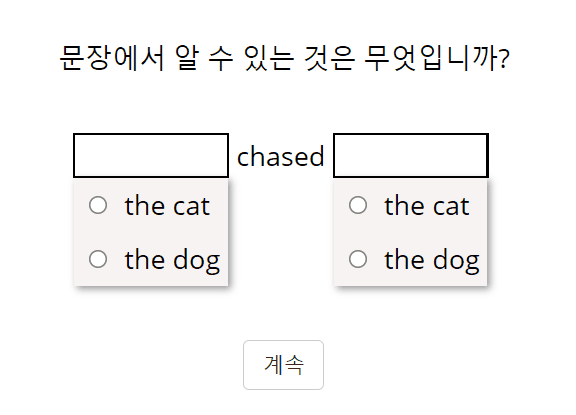 문장에서 알 수 있는 것은 무엇입니까?
chased
the cat the cat
the dog the dog
계속